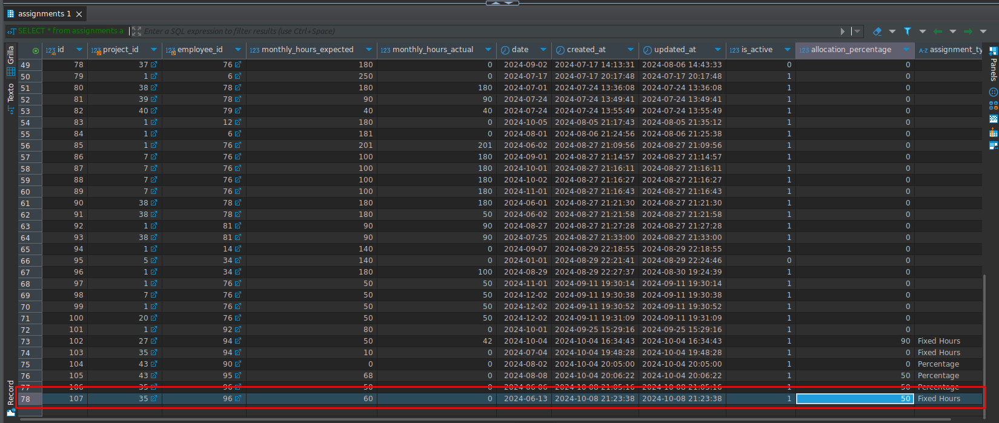 assignments 1
SELECT * from assignments a Enter a SQL expression to filter results (use Ctrl+Space)
Grilla
Texto
Record
Panels
123 id 123 project_id 123 employee_id 123 monthly_hours_expected 123 monthly_hours_actual date created_at updated_at 123 is_active 123 allocation_percentage A-Z assignment_ty
49 78 37 76 180 0 2024-09-02 2024-07-17 14:13:31 2024-08-06 14:43:33 0 0
50 79 1 6 250 0 2024-07-17 2024-07-17 20:17:48 2024-07-17 20:17:48 1 0
51 80 38 78 180 180 2024-07-01 2024-07-24 13:36:08 2024-07-24 13:36:08 1 0
52 81 39 78 90 90 2024-07-24 2024-07-24 13:49:41 2024-07-24 13:49:41 1 0
53 82 40 79 40 40 2024-07-24 2024-07-24 13:55:49 2024-07-24 13:55:49 1 0
54 83 1 12 180 0 2024-10-05 2024-08-05 21:17:43 2024-08-05 21:35:12 1 0
55 84 1 6 181 0 2024-08-01 2024-08-06 21:24:56 2024-08-06 21:25:38 1 0
56 85 1 76 201 201 2024-06-02 2024-08-27 21:09:56 2024-08-27 21:09:56 1 0
57 86 7 76 100 180 2024-09-01 2024-08-27 21:14:57 2024-08-27 21:14:57 1 0
58 87 7 76 100 180 2024-10-01 2024-08-27 21:16:11 2024-08-27 21:16:11 1 0
59 88 7 76 100 180 2024-10-02 2024-08-27 21:16:27 2024-08-27 21:16:27 1 0
60 89 7 76 100 180 2024-11-01 2024-08-27 21:16:43 2024-08-27 21:16:43 1 0
61 90 38 78 180 180 2024-06-01 2024-08-27 21:21:30 2024-08-27 21:21:30 1 0
62 91 38 78 180 50 2024-06-02 2024-08-27 21:21:58 2024-08-27 21:21:58 1 0
63 92 1 81 90 90 2024-08-27 2024-08-27 21:27:28 2024-08-27 21:27:28 1 0
64 93 38 81 90 90 2024-07-25 2024-08-27 21:33:00 2024-08-27 21:33:00 1 0
65 94 1 14 140 0 2024-09-07 2024-08-29 22:18:55 2024-08-29 22:18:55 1 0
66 95 5 34 140 0 2024-01-01 2024-08-29 22:21:41 2024-08-29 22:24:46 0 0
67 96 1 34 180 100 2024-08-29 2024-08-29 22:27:37 2024-08-30 19:24:39 1 0
68 97 1 76 50 50 2024-11-01 2024-09-11 19:30:14 2024-09-11 19:30:14 1 0
69 98 7 76 50 50 2024-12-02 2024-09-11 19:30:38 2024-09-11 19:30:38 1 0
70 99 1 76 50 50 2024-12-02 2024-09-11 19:30:52 2024-09-11 19:30:52 1 0
71 100 20 76 50 50 2024-12-02 2024-09-11 19:31:09 2024-09-11 19:31:09 1 0
72 101 1 92 80 0 2024-10-01 2024-09-25 15:29:16 2024-09-25 15:29:16 1 0
73 102 27 94 50 42 2024-10-04 2024-10-04 16:34:43 2024-10-04 16:34:43 1 90 Fixed Hours
74 103 35 94 10 0 2024-07-04 2024-10-04 19:48:28 2024-10-04 19:48:28 1 0 Fixed Hours
75 104 43 90 0 0 2024-08-02 2024-10-04 20:05:00 2024-10-04 20:05:00 1 0 Percentage
76 105 43 95 68 0 2024-08-08 2024-10-04 20:06:22 2024-10-04 20:06:22 1 50 Percentage
77 106 35 96 50 0 2024-06-06 2024-10-08 21:05:16 2024-10-08 21:05:16 1 50 Percentage
78 107 35 96 60 0 2024-06-13 2024-10-08 21:23:38 2024-10-08 21:23:38 1 50 Fixed Hours